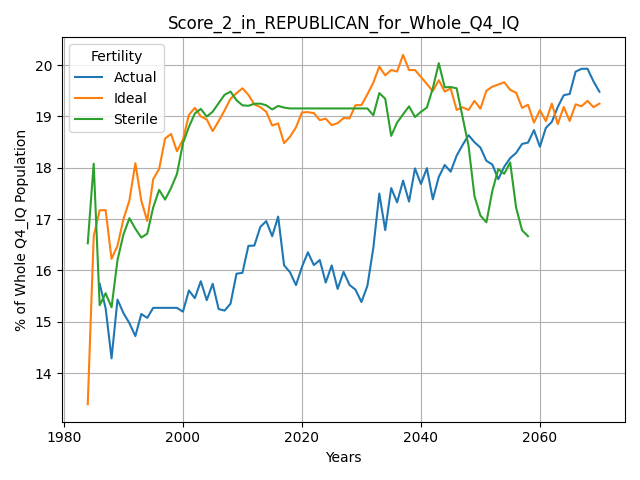 Score_2_in_REPUBLICAN_for_Whole_Q4_IQ
Fertility
Actual
Ideal
Sterile
% of Whole Q4_IQ Population
20
19
18
17
16
15
14
1980
2000
2020
2040
2060
Years